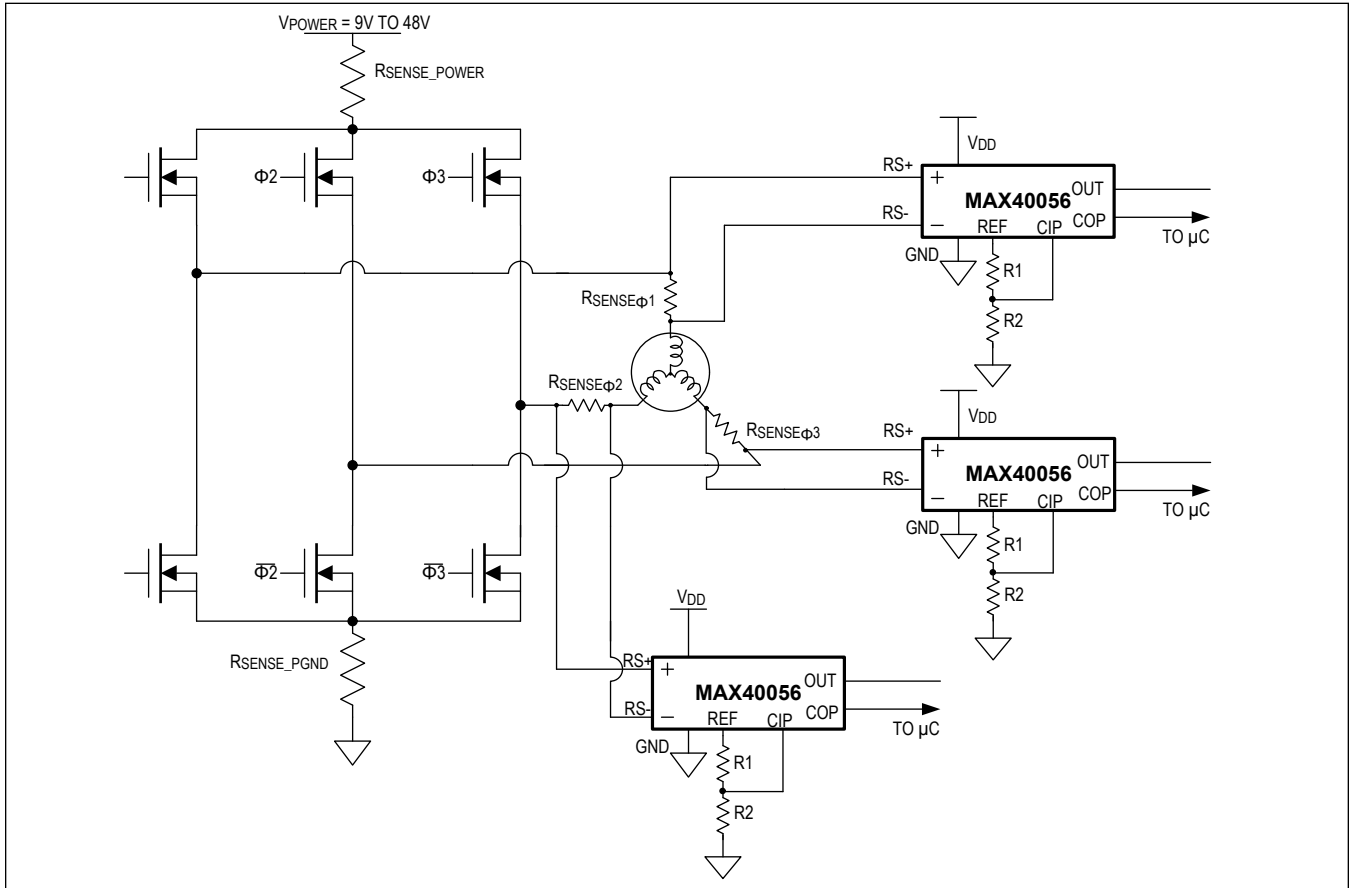 VPOWER = 9V TO 48V
RSENSE_POWER
Φ2
Φ3
RS+
RS-
VDD
+
−
MAX40056
OUT
COP
REF
CIP
GND
TO µC
R1
R2
RSENSEΦ1
RSENSEΦ2
RSENSEΦ3
RS+
RS-
VDD
+
−
MAX40056
OUT
COP
REF
CIP
GND
TO µC
R1
R2
Φ̅2̅
Φ̅3̅
RSENSE_PGND
VDD
RS+
RS-
+
−
MAX40056
OUT
COP
REF
CIP
GND
TO µC
R1
R2